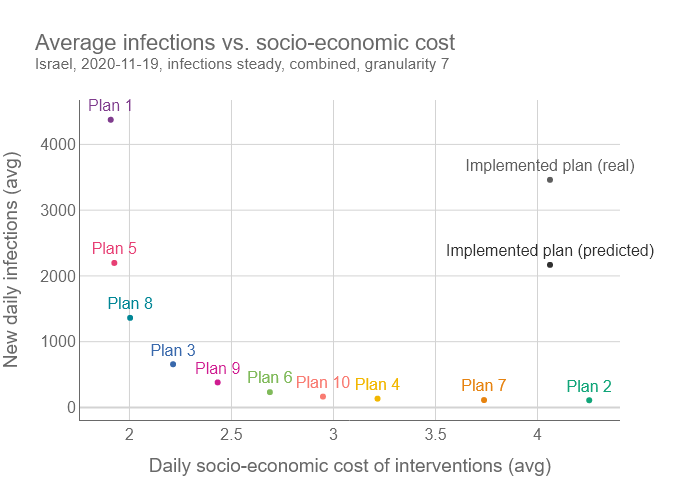 Average infections vs. socio-economic cost
Israel, 2020-11-19, infections steady, combined, granularity 7
Plan 1
4000
Implemented plan (real)
3000
Plan 5
Implemented plan (predicted)
2000
Plan 8
1000
Plan 3
Plan 9
Plan 6
Plan 10
Plan 4
Plan 7
Plan 2
0
2
2.5
3
3.5
4
New daily infections (avg)
Daily socio-economic cost of interventions (avg)